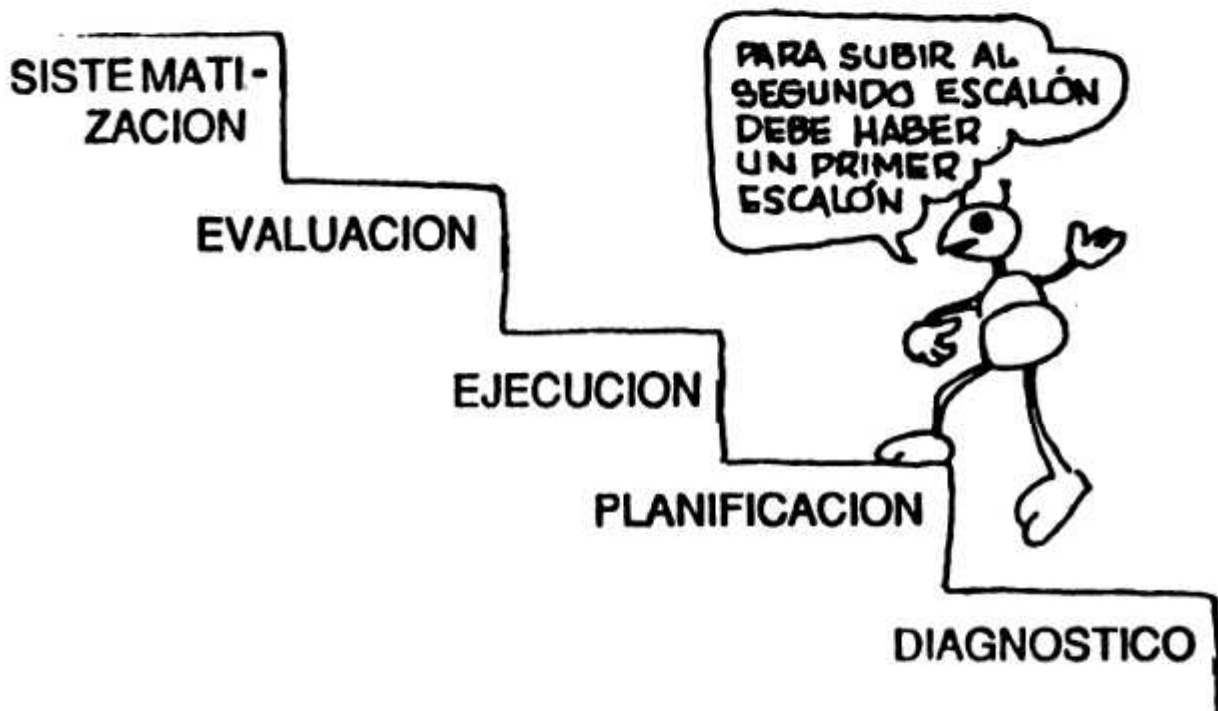 SISTEMATI-
ZACION
PARA SUBIR AL
SEGUNDO ESCALÓN
DEBE HABER
UN PRIMER
ESCALÓN
EVALUACION
EJECUCION
PLANIFICACION
DIAGNOSTICO